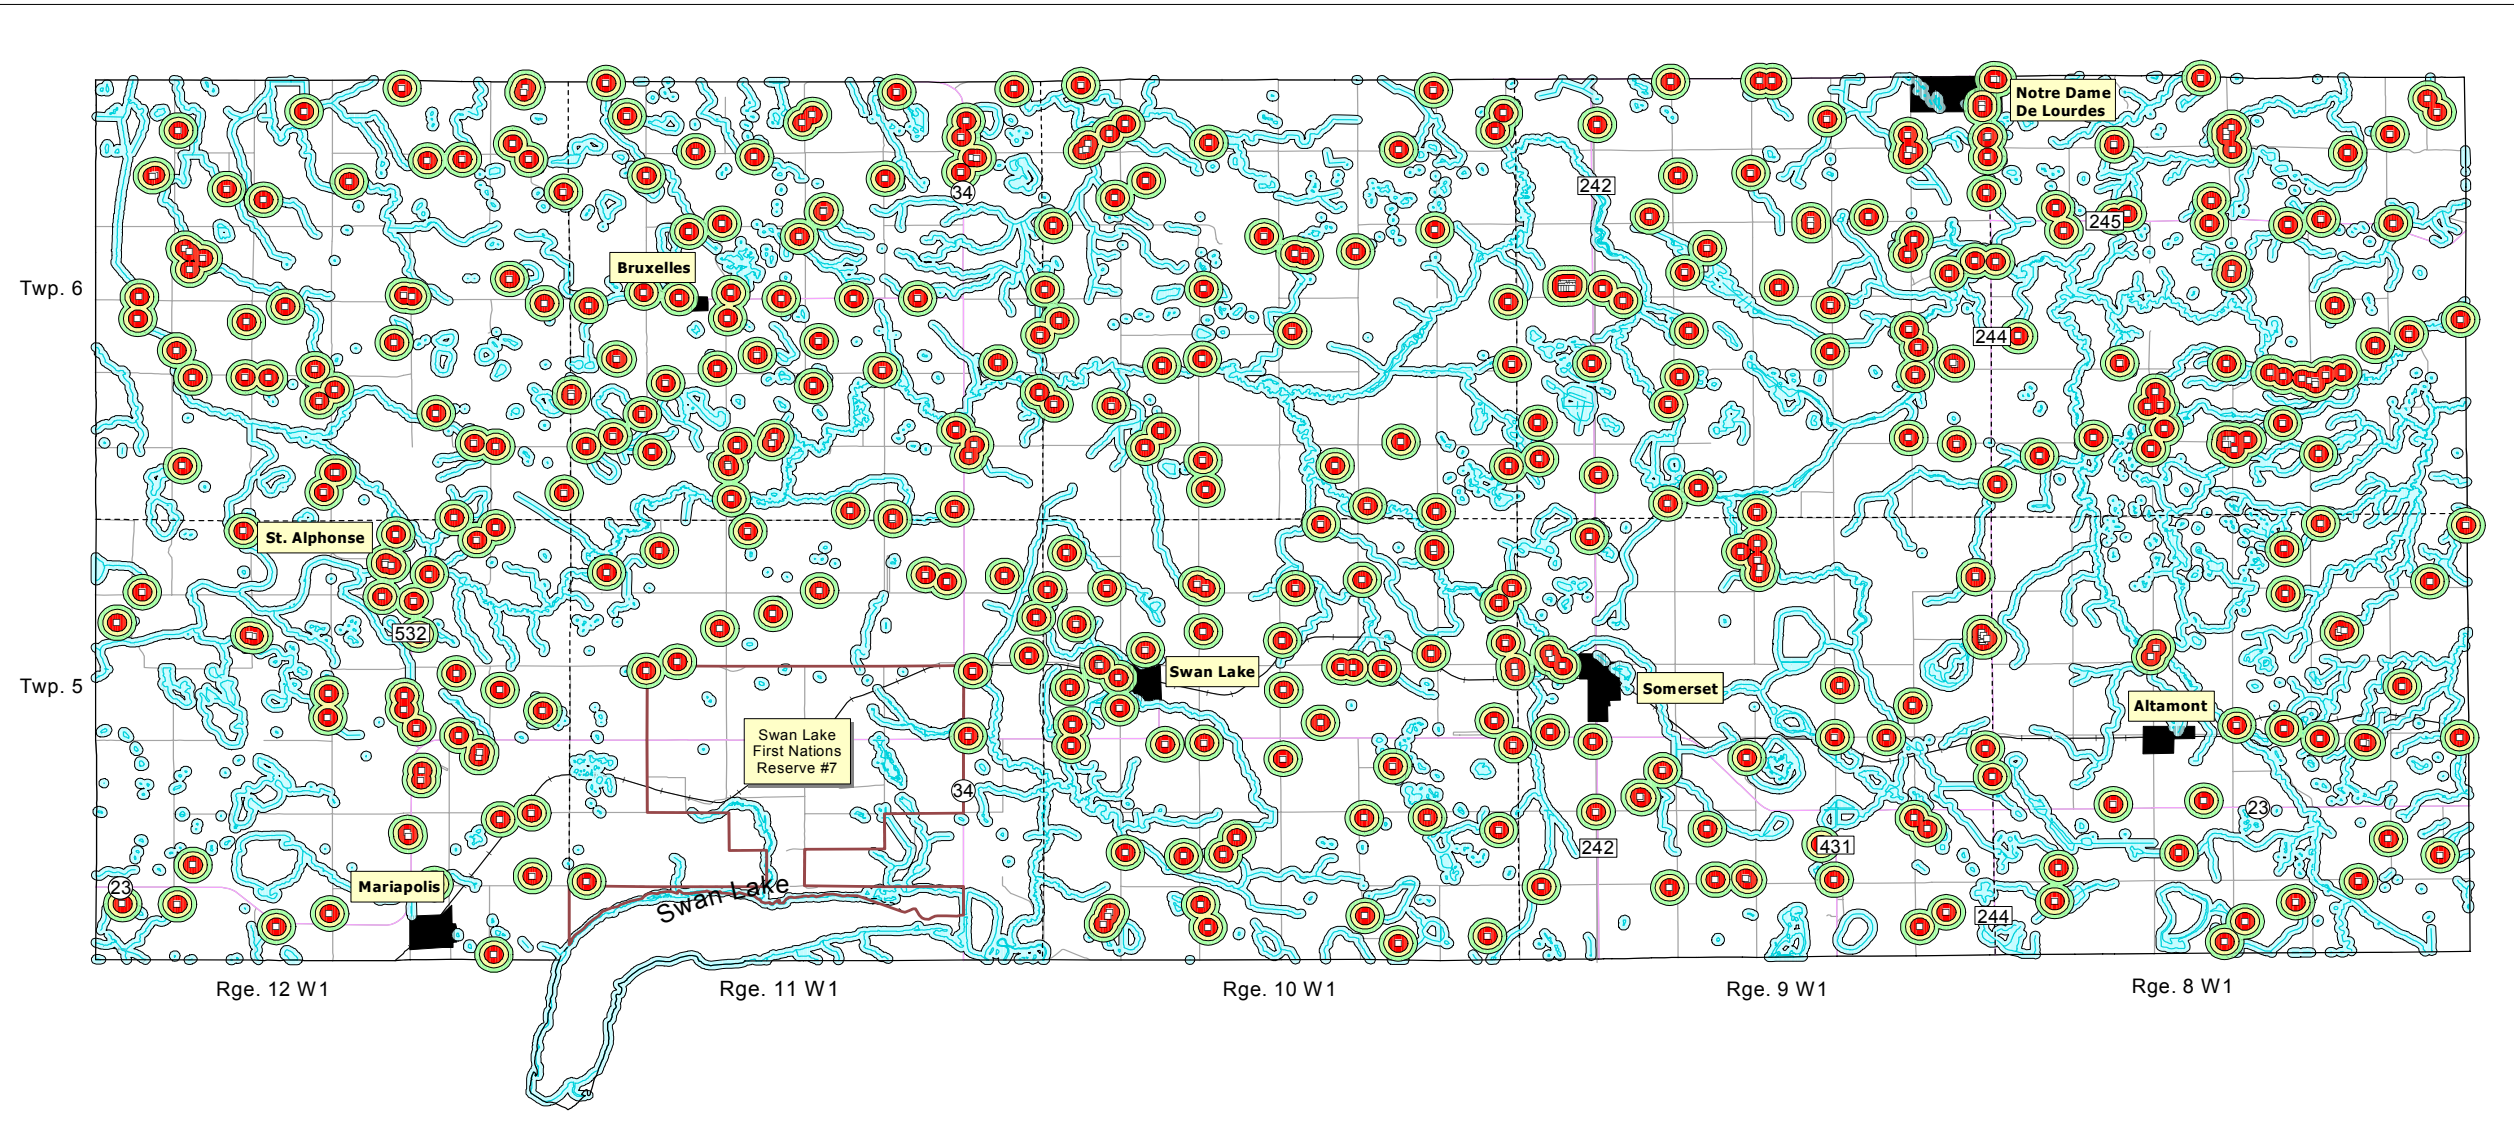 Notre Dame
De Lourdes
34
242
245
Bruxelles
Twp. 6
244
St. Alphonse
532
Swan Lake
Twp. 5
Somerset
Altamont
Swan Lake
First Nations
Reserve #7
34
23
242
431
Mariapolis
23
Swan Lake
244
Rge. 12 W1
Rge. 11 W1
Rge. 10 W1
Rge. 9 W1
Rge. 8 W1